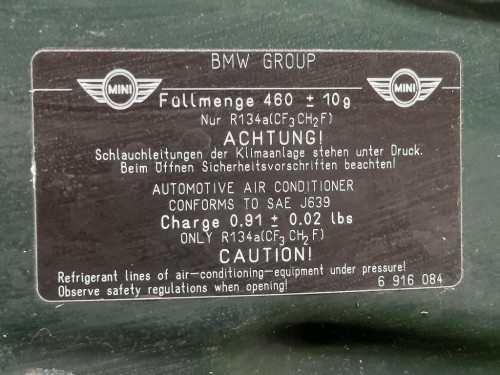 BMW GROUP
MINI MINI
Füllmenge 460 ± 10g
Nur R134a(CF3CH2F)
ACHTUNG!
Schlauchleitungen der Klimaanlage stehen unter Druck.
Beim Öffnen Sicherheitsvorschriften beachten!
AUTOMOTIVE AIR CONDITIONER
CONFORMS TO SAE J639
Charge 0.91 ± 0.02 lbs
ONLY R134a(CF3CH2F)
CAUTION!
Refrigerant lines of air-conditioning-equipment under pressure!
Observe safety regulations when opening! 6 916 084